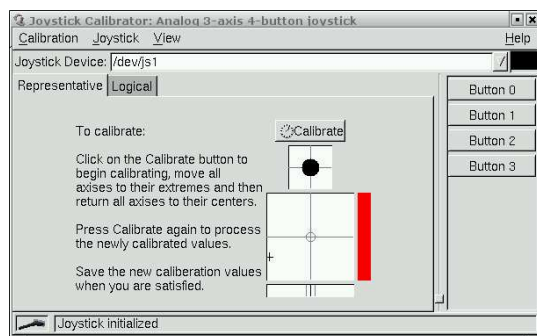 Joystick Calibrator: Analog 3-axis 4-button joystick
Calibration Joystick View Help
Joystick Device: /dev/js1 /
Representative Logical
Button 0
Button 1
Button 2
Button 3
To calibrate:
Calibrate
Click on the Calibrate button to
begin calibrating, move all
axises to their extremes and then
return all axises to their centers.
Press Calibrate again to process
the newly calibrated values.
Save the new caliberation values
when you are satisfied.
Joystick initialized